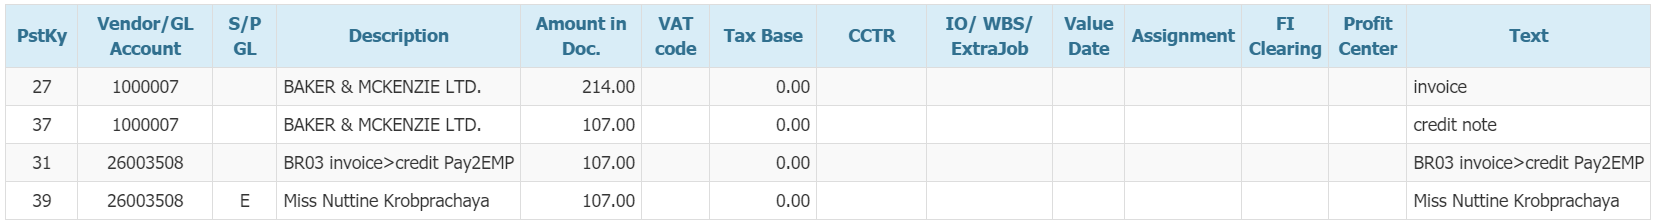 PstKy Vendor/GL Account S/P GL Description Amount in Doc. VAT code Tax Base CCTR IO/ WBS/ ExtraJob Value Date Assignment FI Clearing Profit Center Text
27 1000007 BAKER & MCKENZIE LTD. 214.00 0.00 invoice
37 1000007 BAKER & MCKENZIE LTD. 107.00 0.00 credit note
31 26003508 BR03 invoice>credit Pay2EMP 107.00 0.00 BR03 invoice>credit Pay2EMP
39 26003508 E Miss Nuttine Krobprachaya 107.00 0.00 Miss Nuttine Krobprachaya